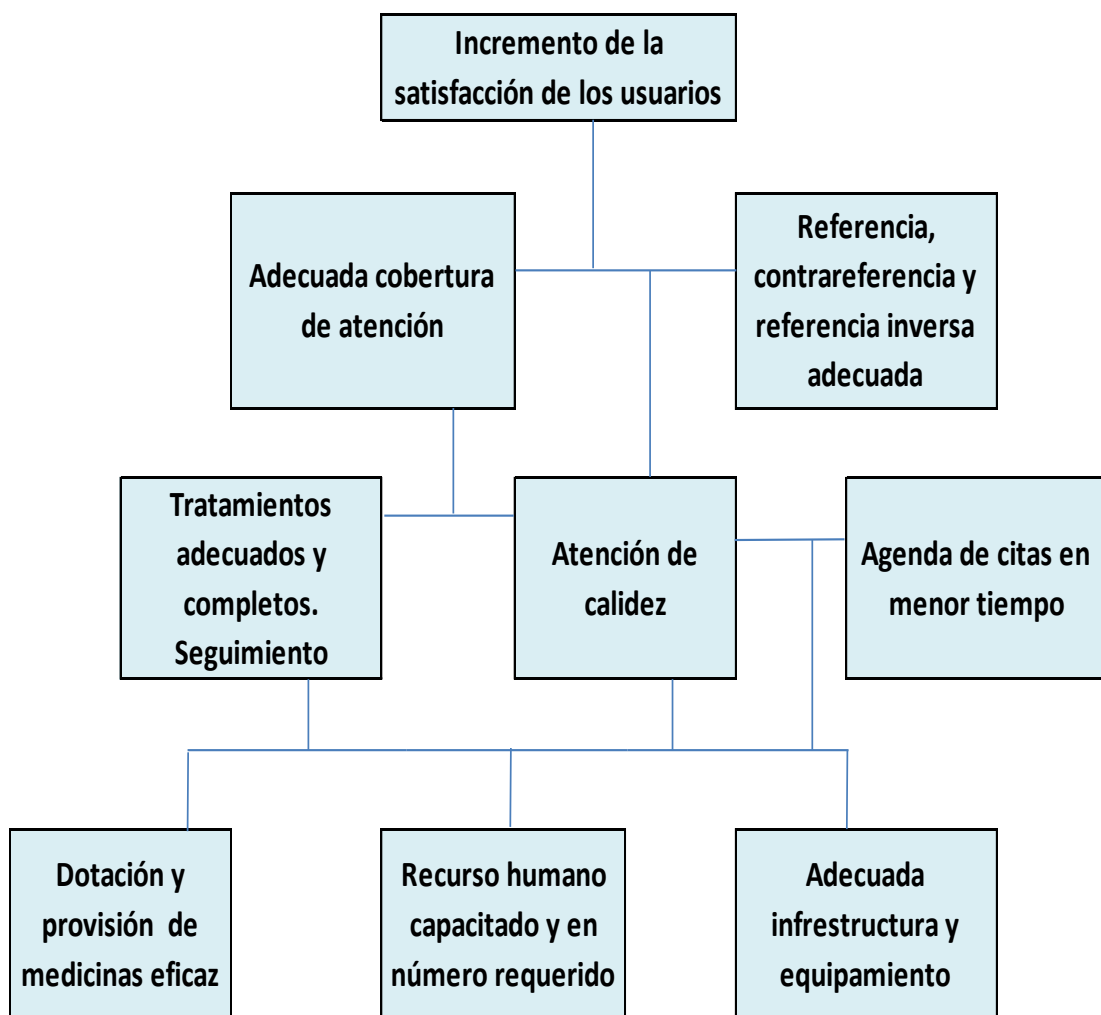 Incremento de la
satisfacción de los usuarios
Adecuada cobertura
de atención
Referencia,
contrareferencia y
referencia inversa
adecuada
Tratamientos
adecuados y
completos.
Seguimiento
Atención de
calidez
Agenda de citas en
menor tiempo
Dotación y
provisión de
medicinas eficaz
Recurso humano
capacitado y en
número requerido
Adecuada
infrestructura y
equipamiento